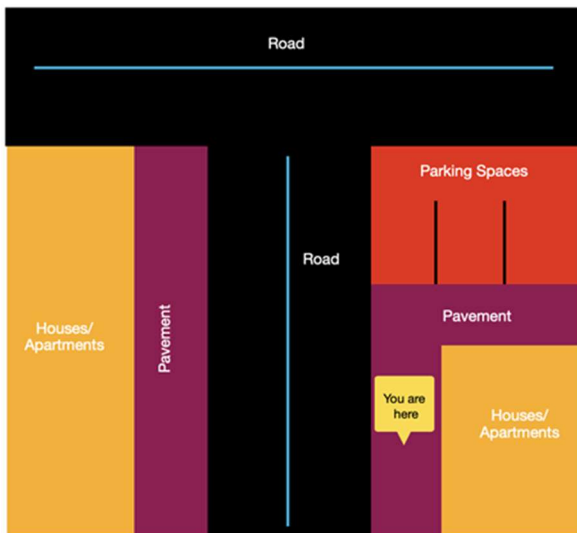 Road
Parking Spaces
Road
Houses/
Apartments
Pavement
Pavement
You are
here
Houses/
Apartments